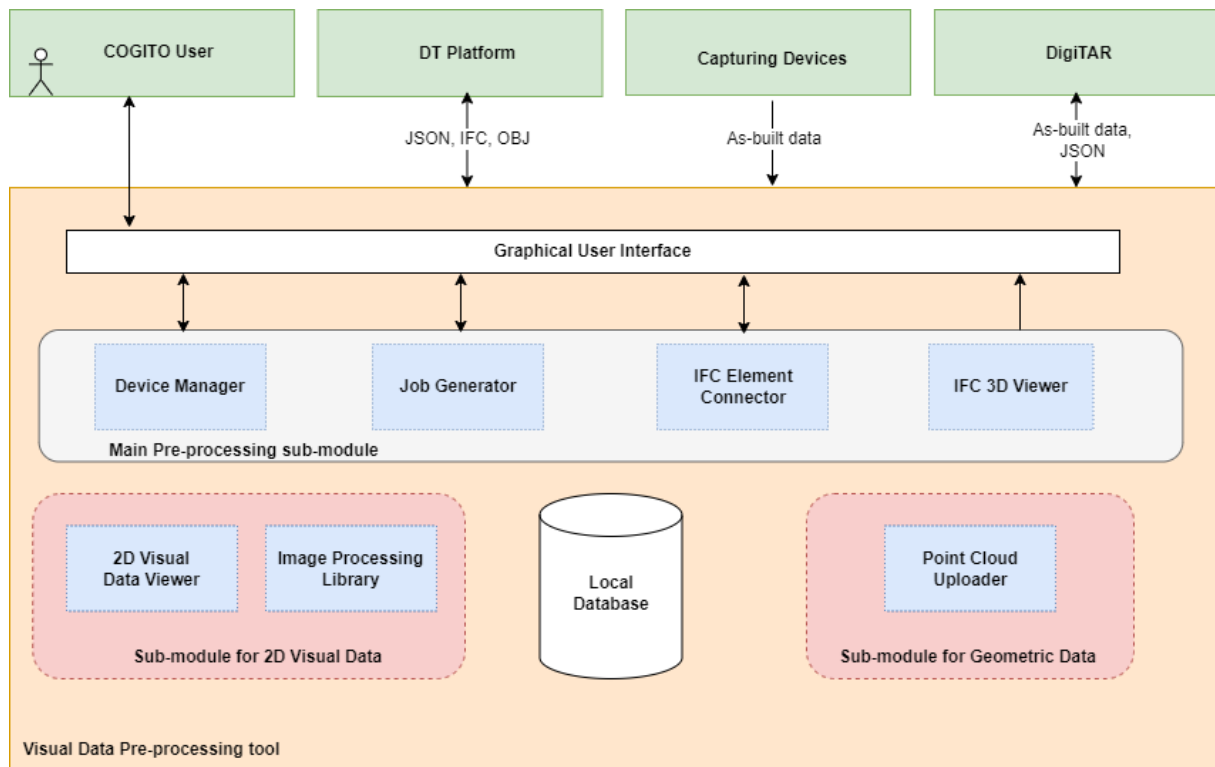 COGITO User
DT Platform
Capturing Devices
DigiTAR
JSON, IFC, OBJ
As-built data
As-built data,
JSON
Graphical User Interface
Device Manager
Job Generator
IFC Element
Connector
IFC 3D Viewer
Main Pre-processing sub-module
2D Visual
Data Viewer
Image Processing
Library
Sub-module for 2D Visual Data
Local
Database
Point Cloud
Uploader
Sub-module for Geometric Data
Visual Data Pre-processing tool